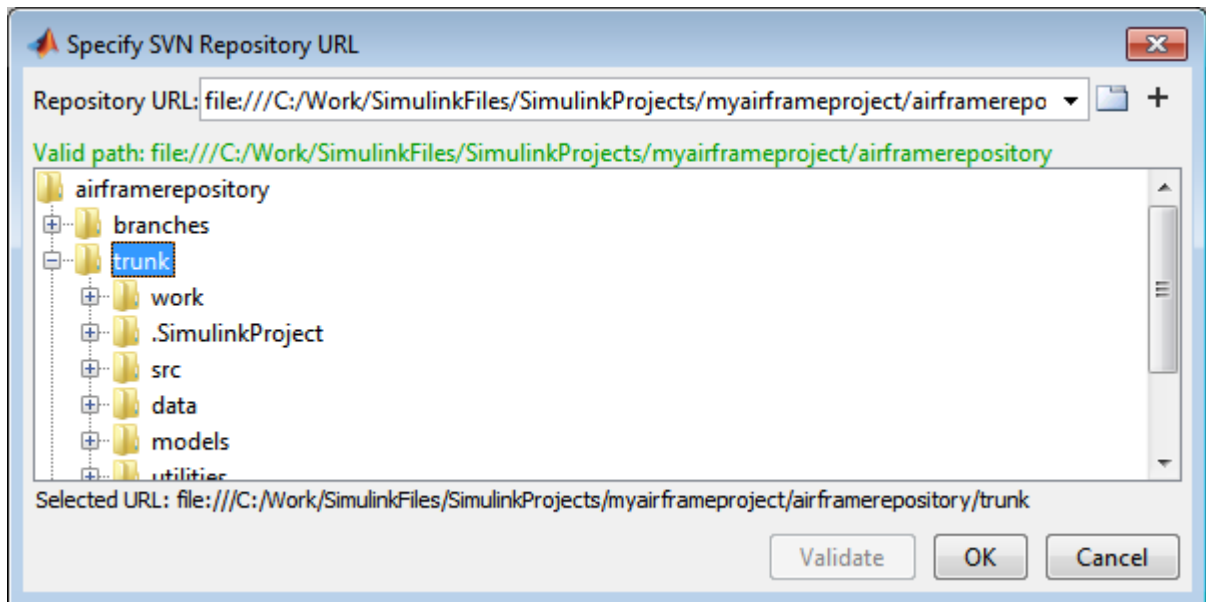 Specify SVN Repository URL
Repository URL: file:///C:/Work/SimulinkFiles/SimulinkProjects/myairframeproject/airframerepo
Valid path: file:///C:/Work/SimulinkFiles/SimulinkProjects/myairframeproject/airframerepository
airframerepository
branches
trunk
work
.SimulinkProject
src
data
models
utilities
Selected URL: file:///C:/Work/SimulinkFiles/SimulinkProjects/myairframeproject/airframerepository/trunk
Validate OK Cancel